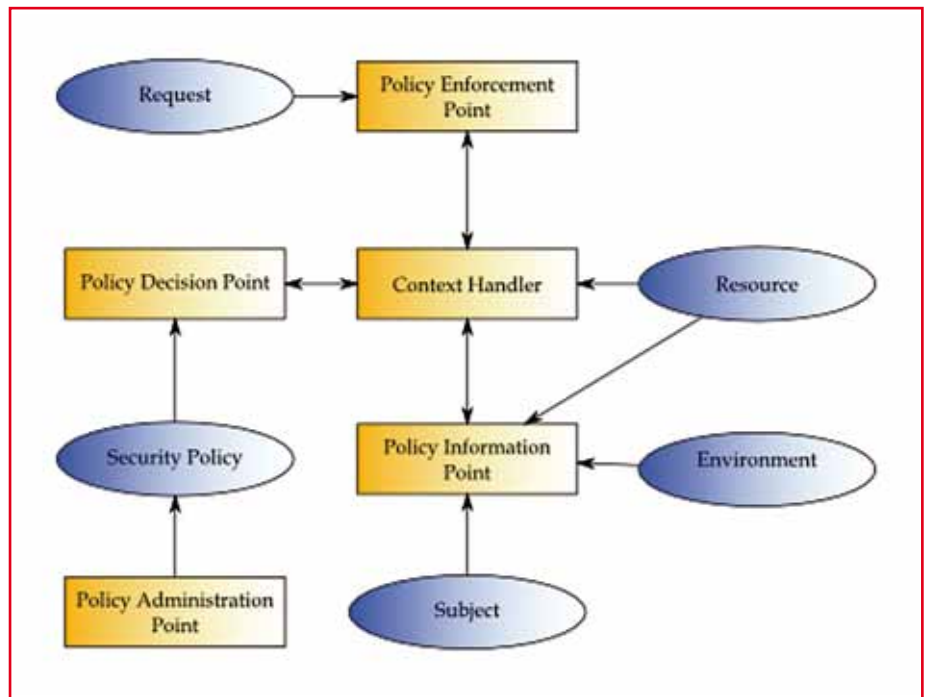 Request
Policy Enforcement
Point
Policy Decision Point
Context Handler
Resource
Security Policy
Policy Information
Point
Environment
Policy Administration
Point
Subject